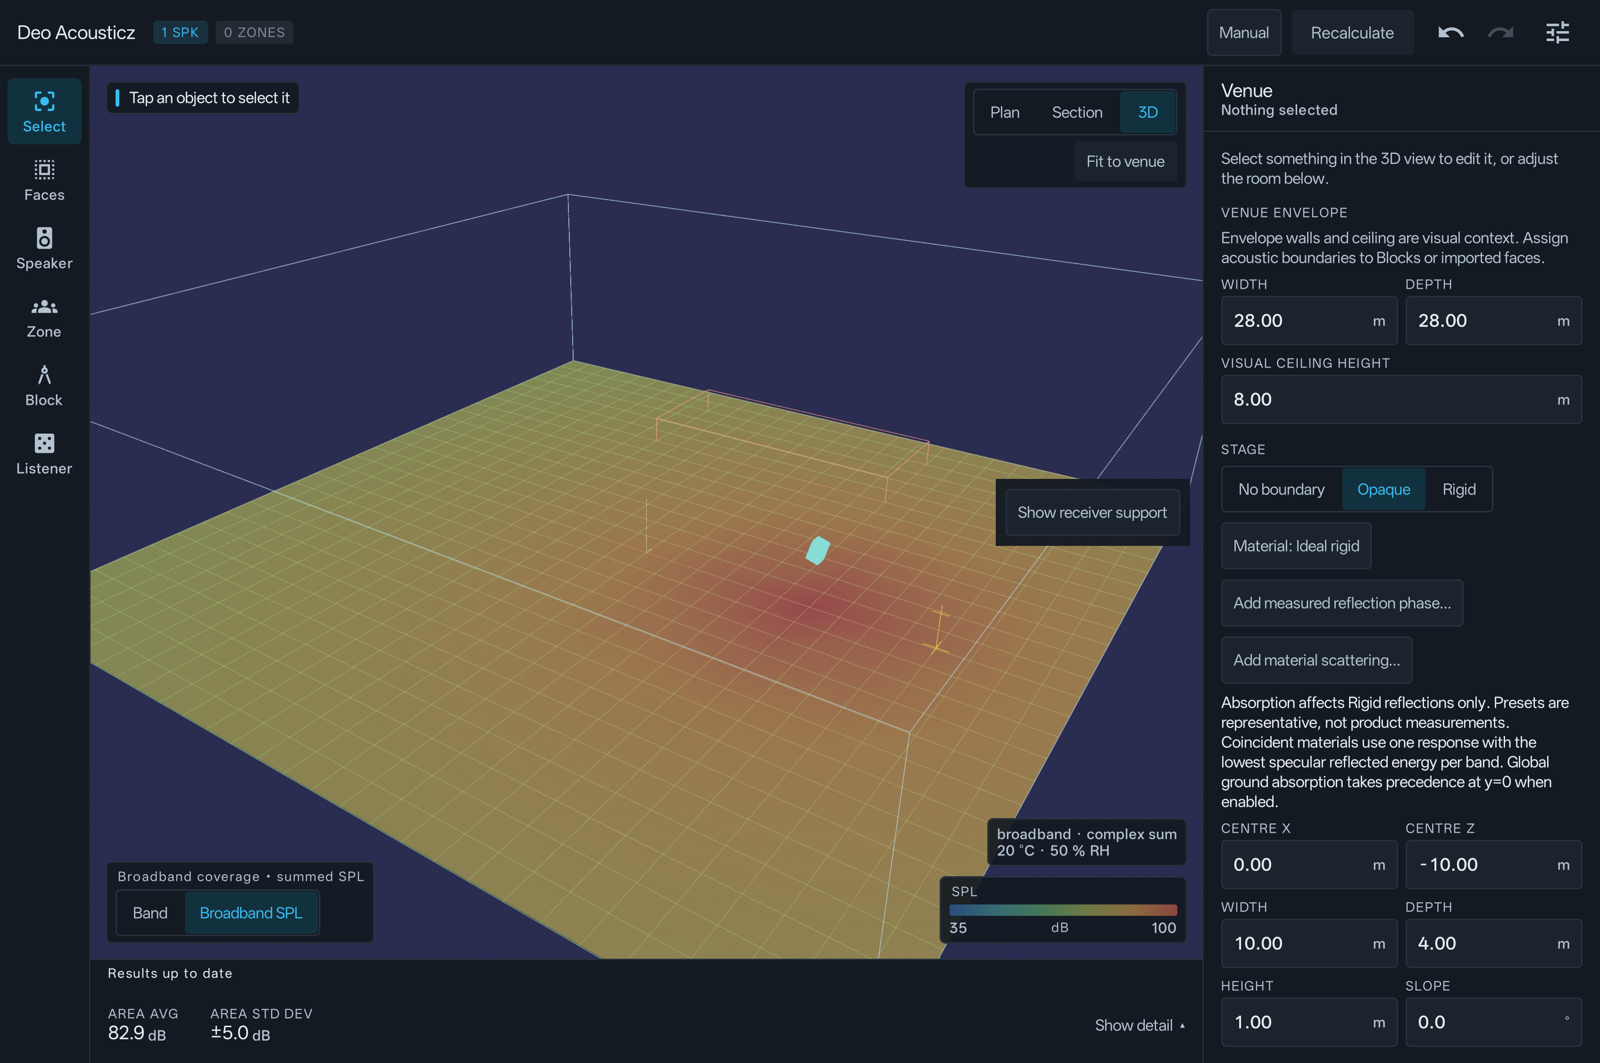 Deo Acousticz
1 SPK
0 ZONES
Manual
Recalculate
Select
Faces
Speaker
Zone
Block
Listener
Tap an object to select it
Plan
Section
3D
Fit to venue
Show receiver support
broadband · complex sum
20 °C · 50 % RH
SPL
35
dB
100
Broadband coverage • summed SPL
Band
Broadband SPL
Results up to date
AREA AVG
82.9 dB
AREA STD DEV
±5.0 dB
Show detail
Venue
Nothing selected
Select something in the 3D view to edit it, or adjust
the room below.
VENUE ENVELOPE
Envelope walls and ceiling are visual context. Assign
acoustic boundaries to Blocks or imported faces.
WIDTH
28.00 m
DEPTH
28.00 m
VISUAL CEILING HEIGHT
8.00 m
STAGE
No boundary
Opaque
Rigid
Material: Ideal rigid
Add measured reflection phase...
Add material scattering...
Absorption affects Rigid reflections only. Presets are
representative, not product measurements.
Coincident materials use one response with the
lowest specular reflected energy per band. Global
ground absorption takes precedence at y=0 when
enabled.
CENTRE X
0.00 m
CENTRE Z
-10.00 m
WIDTH
10.00 m
DEPTH
4.00 m
HEIGHT
1.00 m
SLOPE
0.0 °